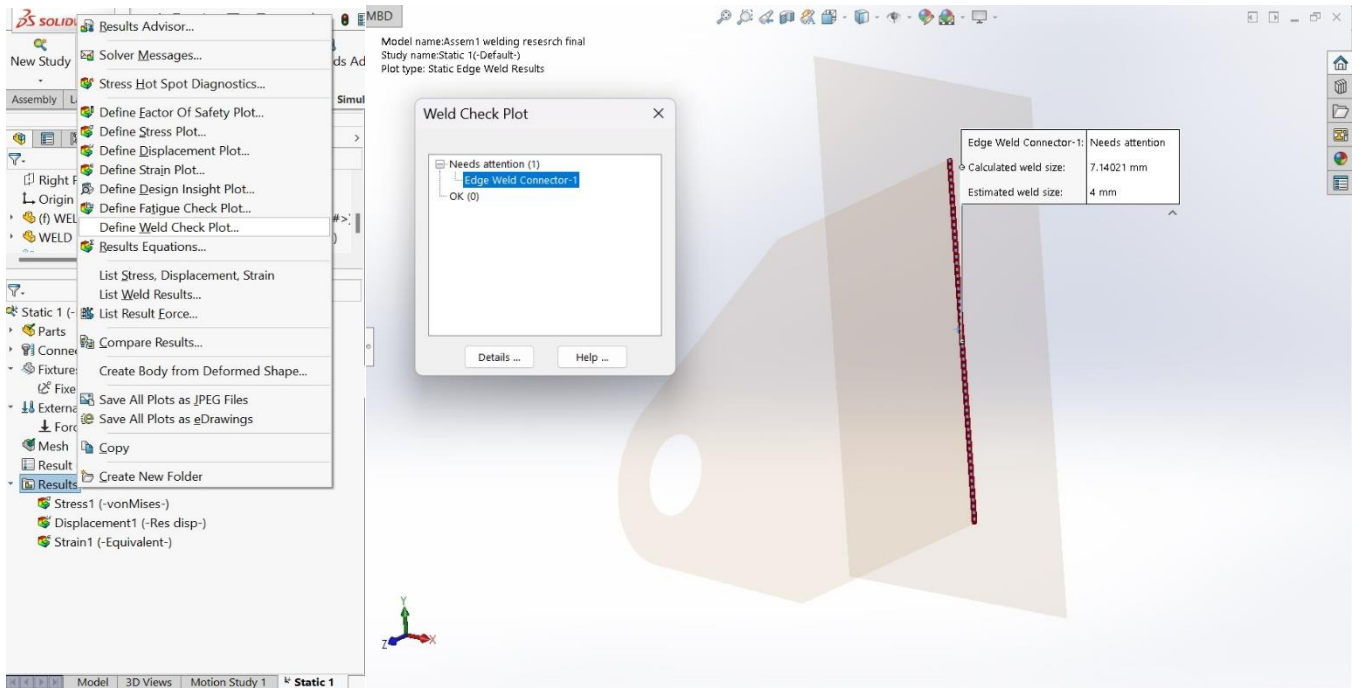 SOLID
New Study
ds Ad
Assembly
Simul
Right
Origin
(f) WEL
#>
WELD
)
Static 1 (-
Parts
Conne
Fixture
Fixe
Externa
Forc
Mesh
Result
Results
Stress1 (-vonMises-)
Displacement1 (-Res disp-)
Strain1 (-Equivalent-)
Results Advisor...
Solver Messages...
Stress Hot Spot Diagnostics...
Define Factor Of Safety Plot...
Define Stress Plot...
Define Displacement Plot...
Define Strain Plot...
Define Design Insight Plot...
Define Fatigue Check Plot...
Define Weld Check Plot...
Results Equations...
List Stress, Displacement, Strain
List Weld Results...
List Result Force...
Compare Results...
Create Body from Deformed Shape...
Save All Plots as JPEG Files
Save All Plots as eDrawings
Copy
Create New Folder
Model 3D Views Motion Study 1 Static 1
MBD
Model name:Assem1 welding resesrch final
Study name:Static 1(-Default-)
Plot type: Static Edge Weld Results
Weld Check Plot
Needs attention (1)
Edge Weld Connector-1
OK (0)
Details ... Help ...
Edge Weld Connector-1: Needs attention
Calculated weld size: 7.14021 mm
Estimated weld size: 4 mm
Y
Z X